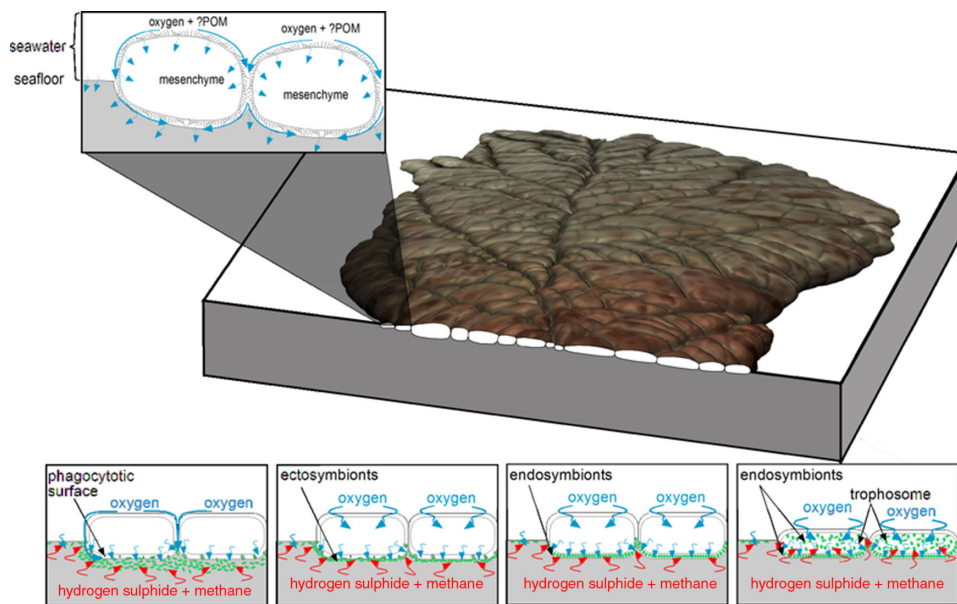 oxygen + ?POM
oxygen + ?POM
seawater
seafloor
mesenchyme
mesenchyme
phagocytotic
surface
oxygen
oxygen
hydrogen sulphide + methane
ectosymbionts
oxygen
oxygen
hydrogen sulphide + methane
endosymbionts
oxygen
oxygen
hydrogen sulphide + methane
endosymbionts
trophosome
oxygen
oxygen
hydrogen sulphide + methane